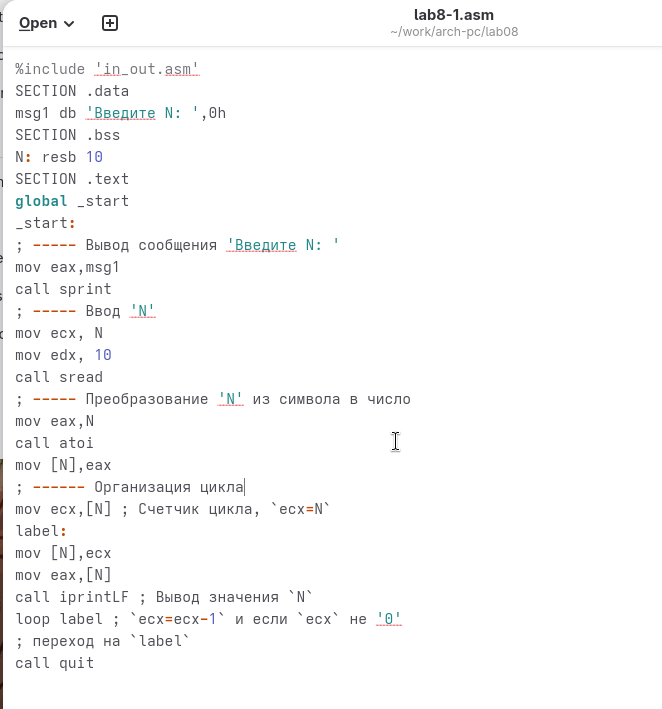 Open
lab8-1.asm
~/work/arch-pc/lab08
%include 'in_out.asm'
SECTION .data
msg1 db 'Введите N: ',0h
SECTION .bss
N: resb 10
SECTION .text
global _start
_start:
; ----- Вывод сообщения 'Введите N: '
mov eax,msg1
call sprint
; ----- Ввод 'N'
mov ecx, N
mov edx, 10
call sread
; ----- Преобразование 'N' из символа в число
mov eax,N
call atoi
mov [N],eax
; ------ Организация цикла
mov ecx,[N] ; Счетчик цикла, `ecx=N`
label:
mov [N],ecx
mov eax,[N]
call iprintLF ; Вывод значения `N`
loop label ; `ecx=ecx-1` и если `ecx` не '0'
; переход на `label`
call quit